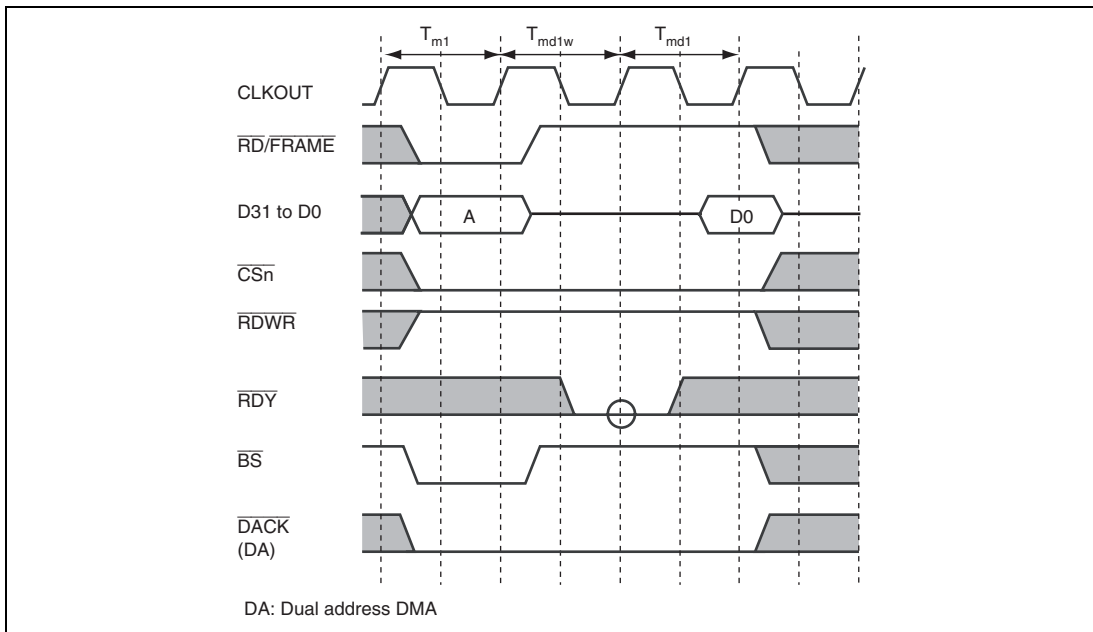 Tm1 Tmd1w Tmd1
CLKOUT
RD/FRAME
D31 to D0
A
D0
CSn
RDWR
RDY
BS
DACK
(DA)
DA: Dual address DMA